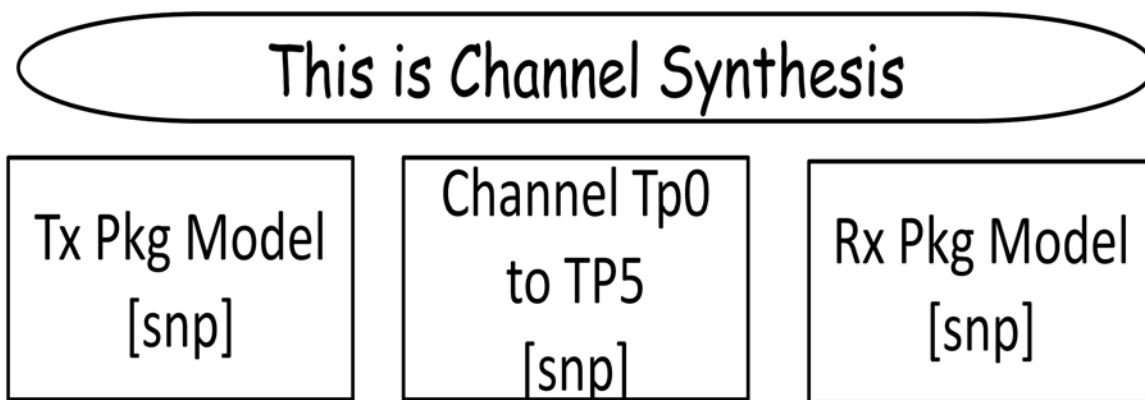 This is Channel Synthesis
Tx Pkg Model
[snp]
Channel Tp0
to TP5
[snp]
Rx Pkg Model
[snp]